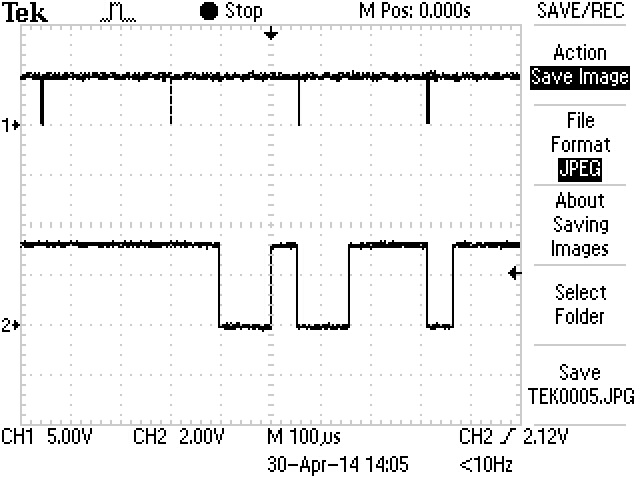 Tek Stop M Pos: 0.000s SAVE/REC
Action
Save Image
1
File
Format
JPEG
About
Saving
Images
Select
Folder
2
Save
TEK0005.JPG
CH1 5.00V CH2 2.00V M 100µs CH2 2.12V
30-Apr-14 14:05 <10Hz